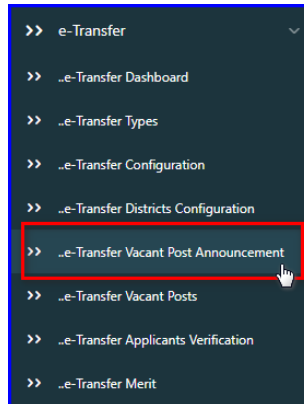 >> e-Transfer
>> ..e-Transfer Dashboard
>> ..e-Transfer Types
>> ..e-Transfer Configuration
>> ..e-Transfer Districts Configuration
>> ..e-Transfer Vacant Post Announcement
>> ..e-Transfer Vacant Posts
>> ..e-Transfer Applicants Verification
>> ..e-Transfer Merit